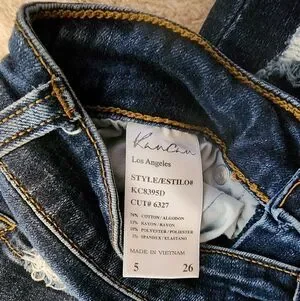 KanCan
Los Angeles
STYLE/ESTILO#
KC8395D
CUT# 6327
COTTON/ALGODON
RAYON/RAYON
POLYESTER/POLIESTER
SPANDEX/ELASTANO
MADE IN VIETNAM
5 26